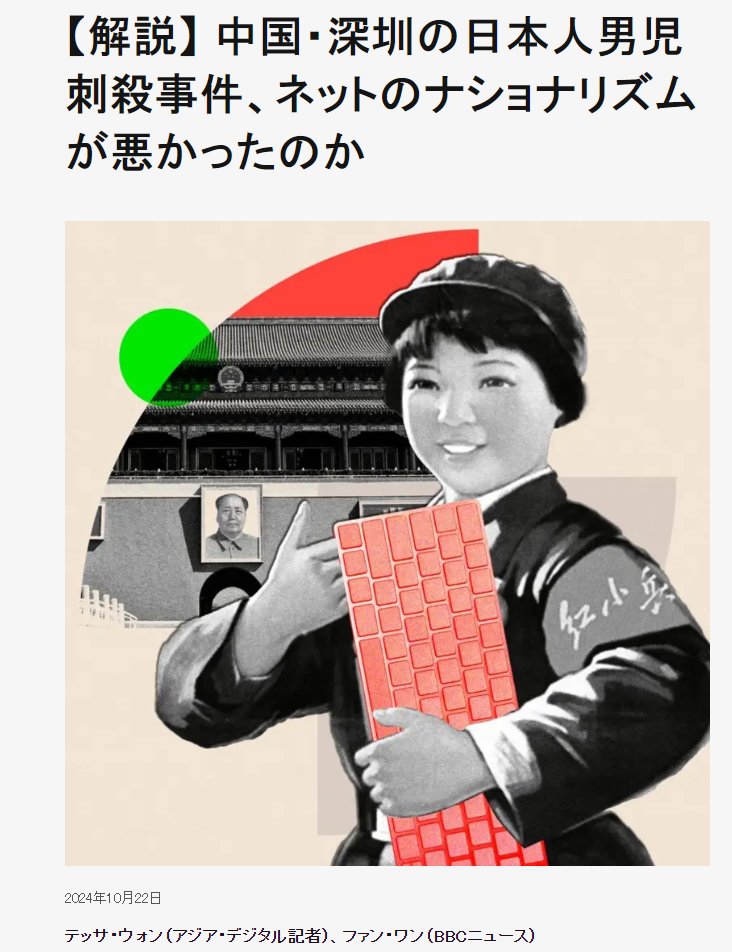 【解説】 中国・深圳の日本人男児
刺殺事件、ネットのナショナリズム
が悪かったのか
红小兵
2024年10月22日
テッサ・ウォン（アジア・デジタル記者）、ファン・ワン（BBCニュース）